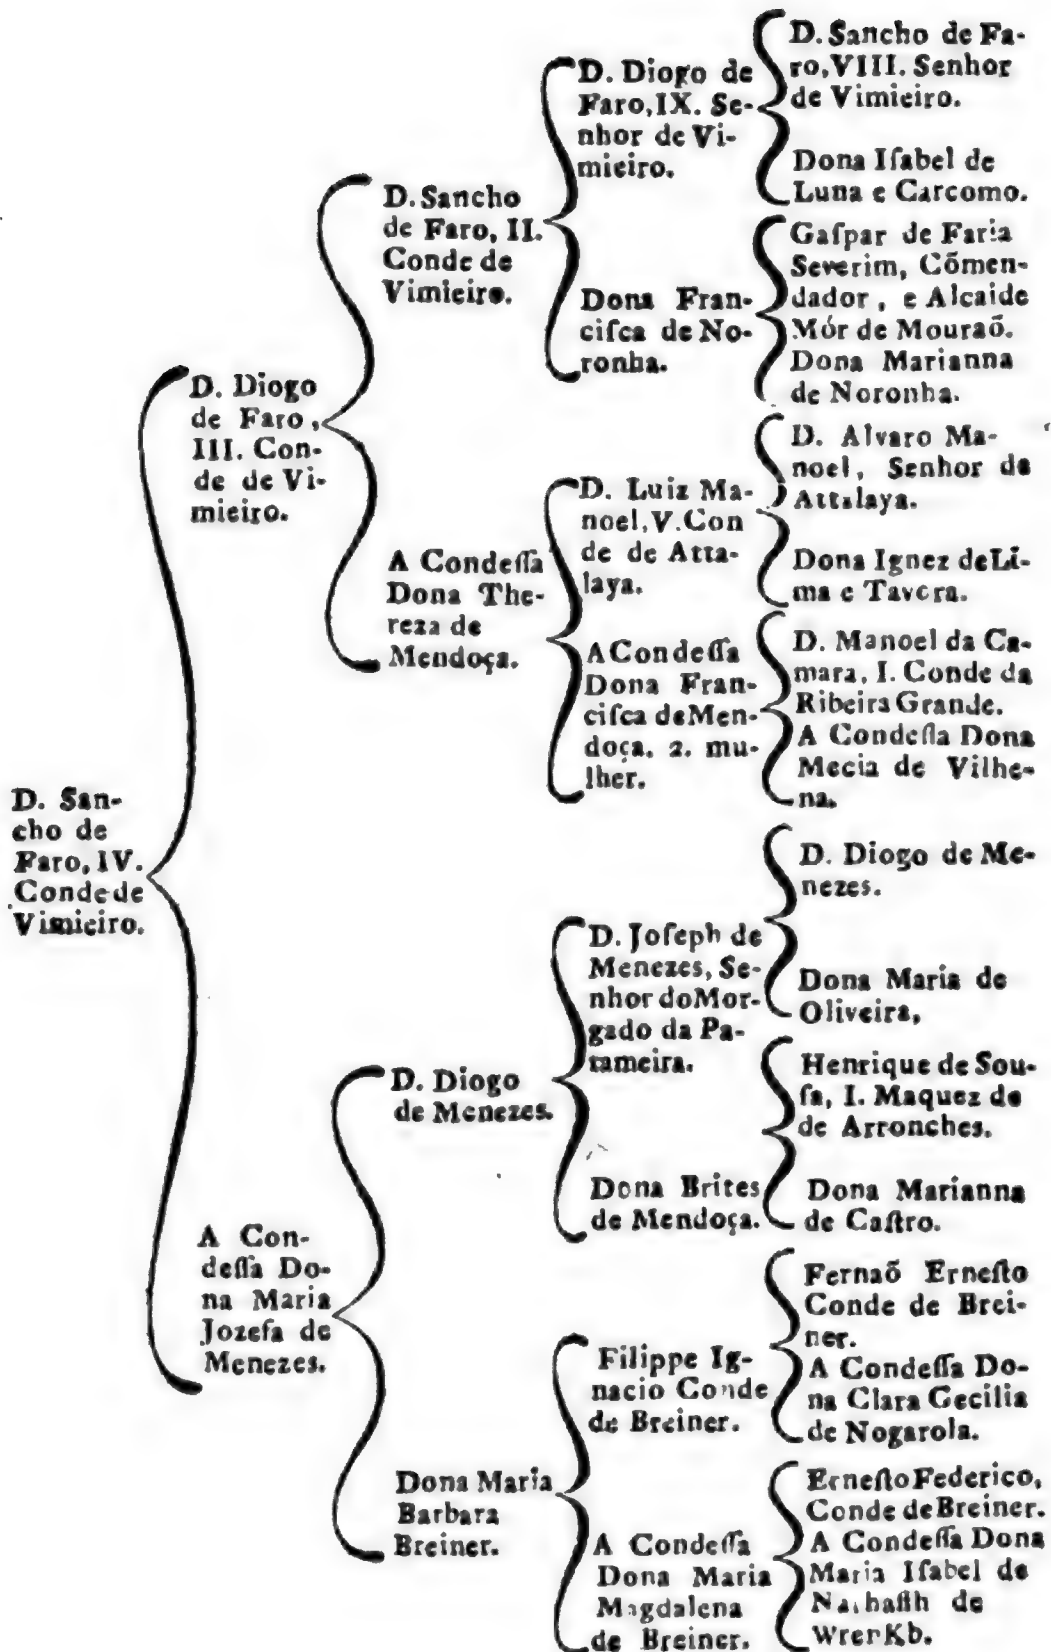 D. San-
cho de
Faro, IV.
Conde de
Vimieiro.
D. Diogo
de Faro,
III. Con-
de de Vi-
mieiro.
A Con-
deſſa Do-
na Maria
Jozefa de
Menezes.
D. Sancho
de Faro, II.
Conde de
Vimieiro.
A Condeſſa
Dona The-
reza de
Mendoça.
D. Diogo
de Menezes.
Dona Maria
Barbara
Breiner.
D. Diogo de
Faro, IX. Se-
nhor de Vi-
mieiro.
Dona Fran-
ciſca de No-
ronha.
D. Luiz Ma-
noel, V. Con
de de Atta-
laya.
A Condeſſa
Dona Fran-
ciſca de Men-
doça. 2. mu-
lher.
D. Joſeph de
Menezes, Se-
nhor do Mor-
gado da Pa-
tameira.
Dona Brites
de Mendoça.
Filippe Ig-
nacio Conde
de Breiner.
A Condeſſa
Dona Maria
Magdalena
de Breiner.
D. Sancho de Fa-
ro, VIII. Senhor
de Vimieiro.
Dona Iſabel de
Luna e Carcomo.
Gaſpar de Faria
Severim, Cõmen-
dador, e Alcaide
Mór de Mouraõ.
Dona Marianna
de Noronha.
D. Alvaro Ma-
noel, Senhor de
Attalaya.
Dona Ignez de Li-
ma e Tavora.
D. Manoel da Ca-
mara, I. Conde da
Ribeira Grande.
A Condeſſa Dona
Mecia de Vilhe-
na.
D. Diogo de Me-
nezes.
Dona Maria de
Oliveira,
Henrique de Sou-
ſa, I. Maquez de
de Arronches.
Dona Marianna
de Caſtro.
Fernaõ Erneſto
Conde de Brei-
ner.
A Condeſſa Do-
na Clara Cecilia
de Nogarola.
Erneſto Federico,
Conde de Breiner.
A Condeſſa Dona
Maria Iſabel de
de